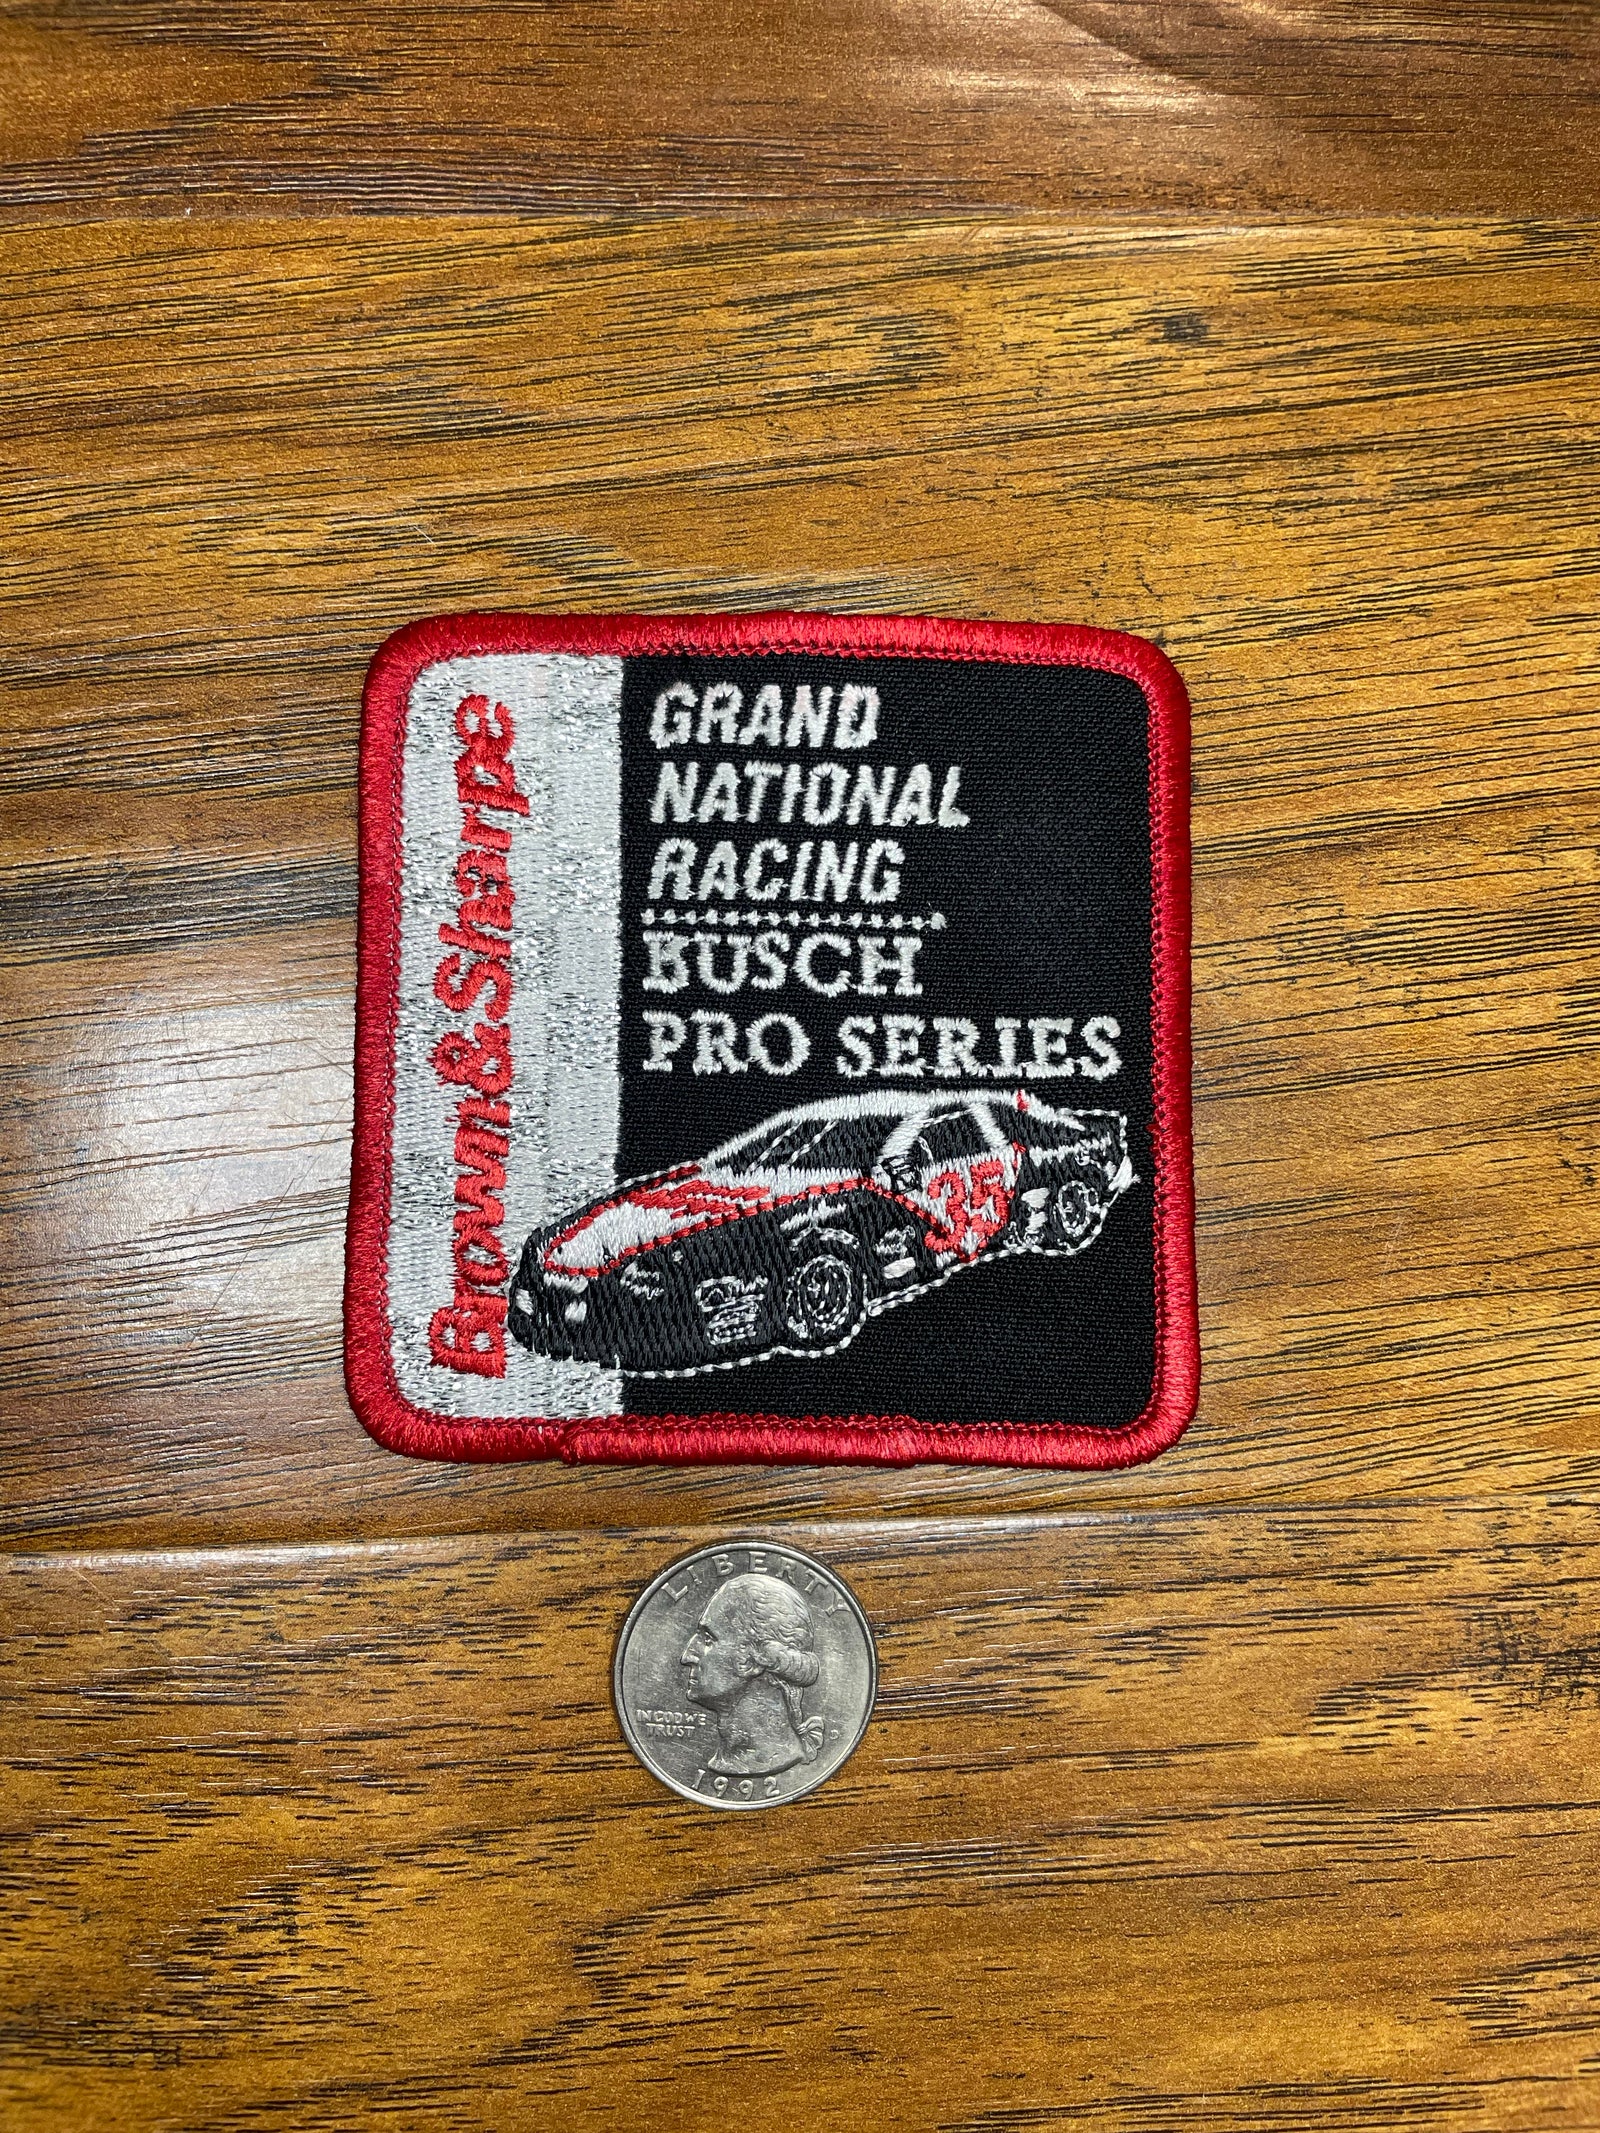 Brown&Sharpe
GRAND
NATIONAL
RACING
BUSCH
PRO SERIES
35
LIBERTY
IN GOD WE
TRUST
D
1992